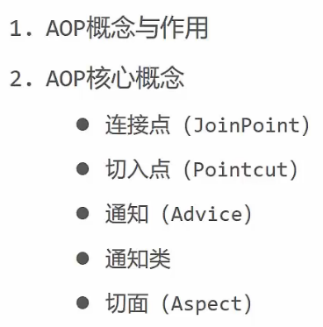 1. AOP概念与作用
2. AOP核心概念
● 连接点（JoinPoint）
● 切入点（Pointcut）
● 通知（Advice）
● 通知类
● 切面（Aspect）